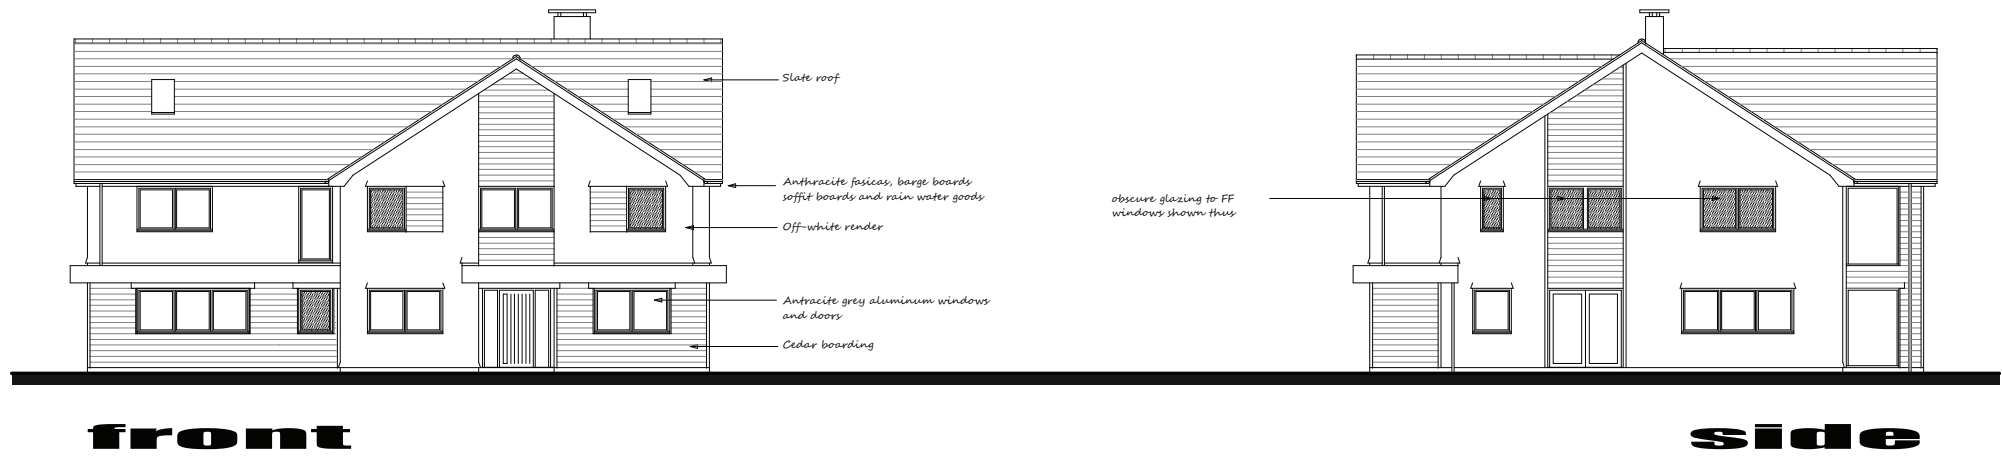 Slate roof
Anthracite fasicas, barge boards
soffit boards and rain water goods
Off-white render
Antracite grey aluminum windows
and doors
Cedar boarding
obscure glazing to FF
windows shown thus
front
side